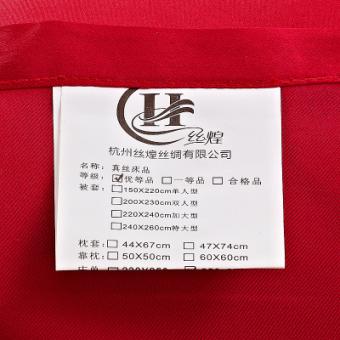 H
丝煌
杭州丝煌丝绸有限公司
名称：真丝床品
等级：☑优等品 □一等品 □合格品
被套：□150X220cm单人型
□200X230cm双人型
□220X240cm加大型
□240X260cm特大型
枕套：□44X67cm □47X74cm
靠枕：□50X50cm □60X60cm